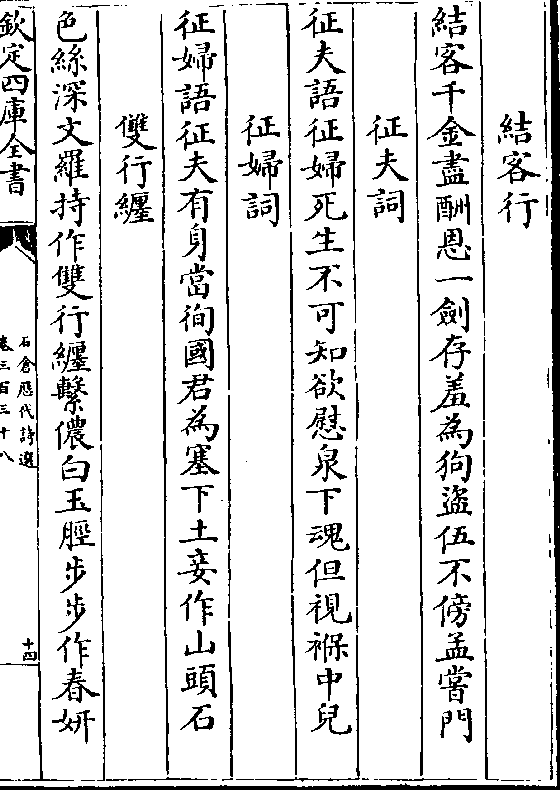 結客行
結客千金盡酬恩一劍存羞為狗盜伍不傍孟嘗門
征夫詞
征夫語征婦死生不可知欲慰泉下魂但視褓中兒
征婦詞
征婦語征夫有身當徇國君為塞下土妾作山頭石
雙行纏
色絲深文羅持作雙行纏繫儂白玉脛步步作春妍
欽定四庫全書
石倉歷代詩選
卷三百三十八
十四